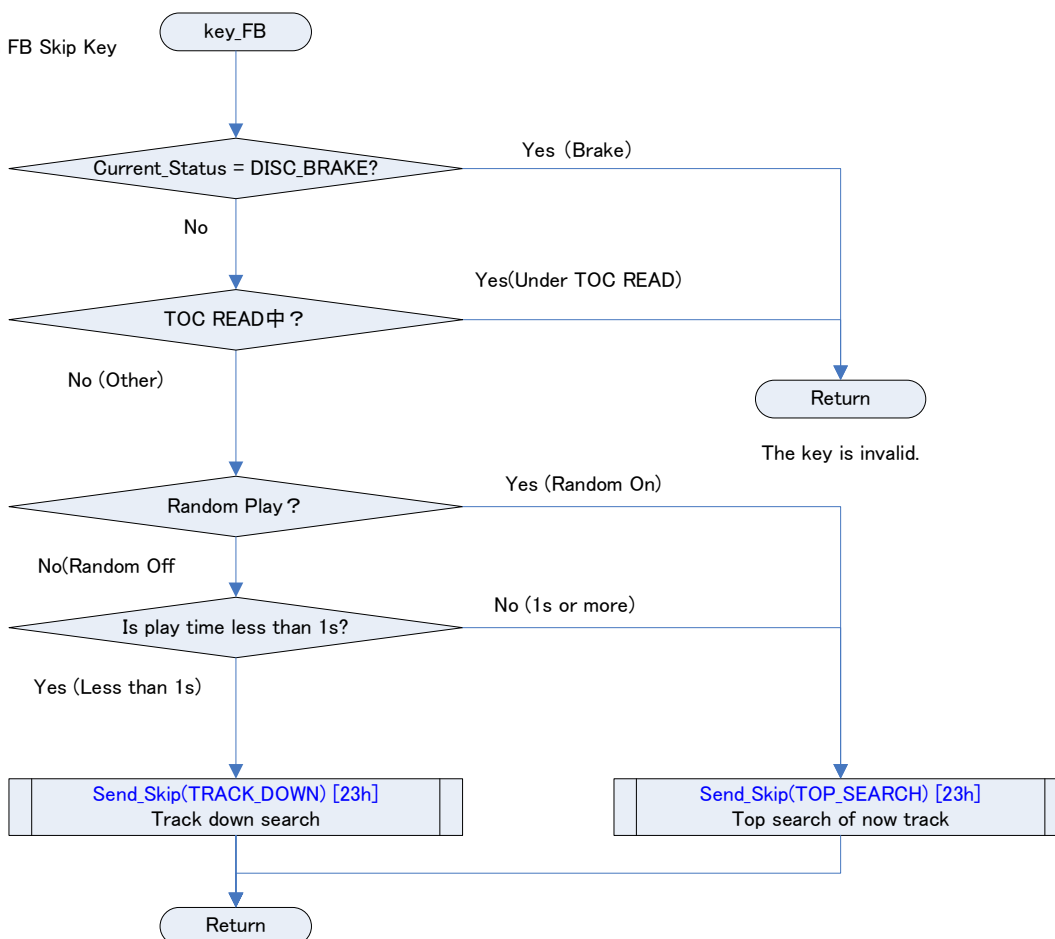 key_FB
FB Skip Key
Current_Status = DISC_BRAKE?
Yes (Brake)
No
Yes(Under TOC READ)
TOC READ中？
No (Other)
Return
The key is invalid.
Random Play？
Yes (Random On)
No(Random Off
Is play time less than 1s?
No (1s or more)
Yes (Less than 1s)
Send_Skip(TRACK_DOWN) [23h]
Track down search
Send_Skip(TOP_SEARCH) [23h]
Top search of now track
Return